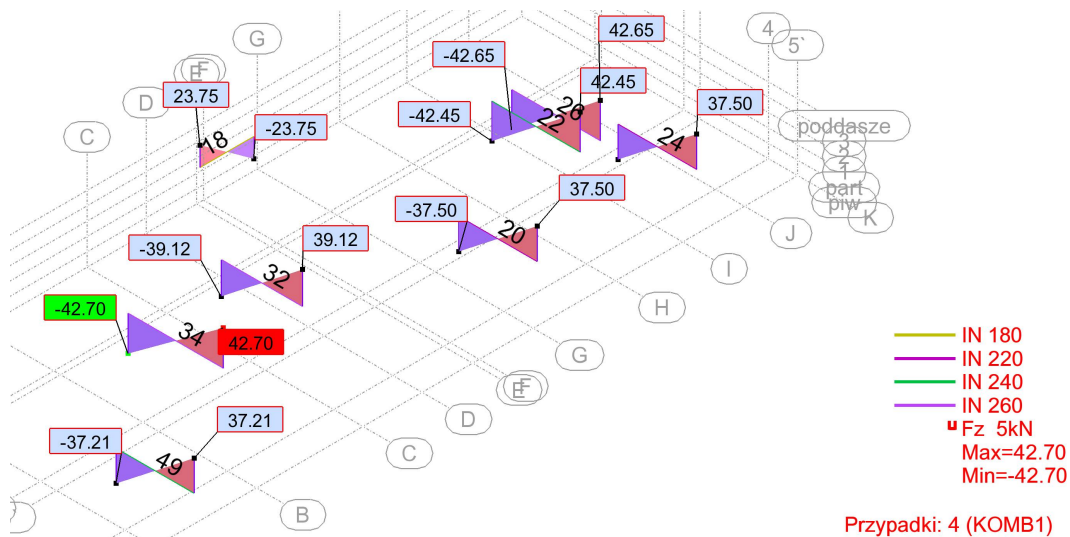 G
4
5`
42.65
-42.65
F
E
D
23.75
-42.45
42.45
37.50
C
-23.75
18
26
22
24
poddasze
3
2
1
part
piw
K
J
-37.50
37.50
20
I
-39.12
39.12
32
H
-42.70
34
42.70
G
F
E
D
C
-37.21
37.21
49
B
IN 180
IN 220
IN 240
IN 260
Fz 5kN
Max=42.70
Min=-42.70
Przypadki: 4 (KOMB1)